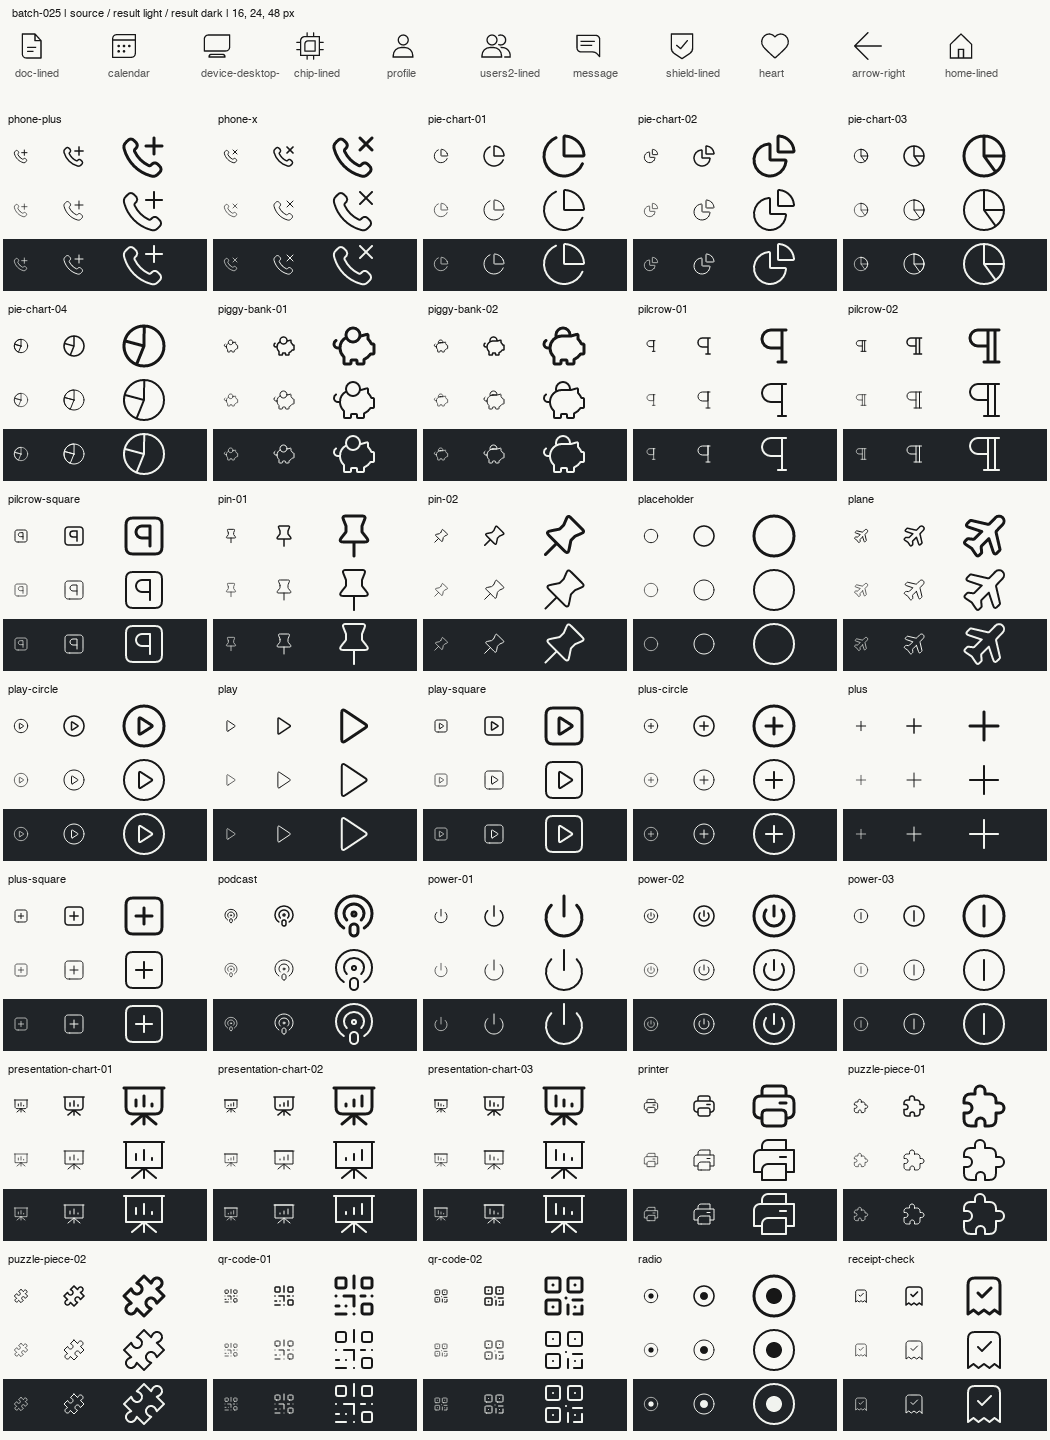 batch-025 | source / result light / result dark | 16, 24, 48 px
doc-lined calendar device-desktop- chip-lined profile users2-lined message shield-lined heart arrow-right home-lined
phone-plus phone-x pie-chart-01 pie-chart-02 pie-chart-03
pie-chart-04 piggy-bank-01 piggy-bank-02 pilcrow-01 pilcrow-02
pilcrow-square pin-01 pin-02 placeholder plane
play-circle play play-square plus-circle plus
plus-square podcast power-01 power-02 power-03
presentation-chart-01 presentation-chart-02 presentation-chart-03 printer puzzle-piece-01
puzzle-piece-02 qr-code-01 qr-code-02 radio receipt-check